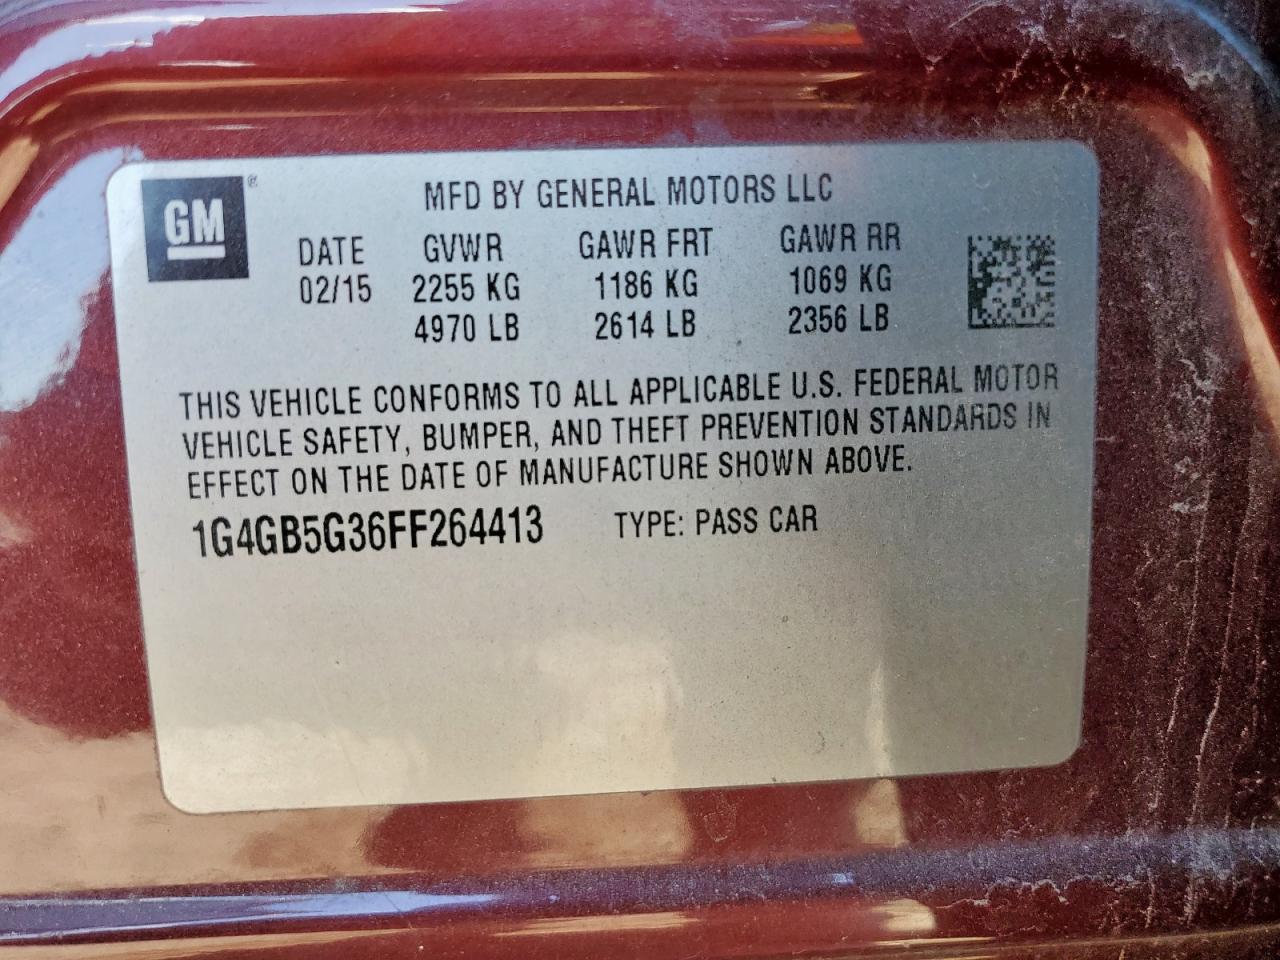 GM®
MFD BY GENERAL MOTORS LLC
DATE GVWR GAWR FRT GAWR RR
02/15 2255 KG 1186 KG 1069 KG
4970 LB 2614 LB 2356 LB
THIS VEHICLE CONFORMS TO ALL APPLICABLE U.S. FEDERAL MOTOR
VEHICLE SAFETY, BUMPER, AND THEFT PREVENTION STANDARDS IN
EFFECT ON THE DATE OF MANUFACTURE SHOWN ABOVE.
1G4GB5G36FF264413 TYPE: PASS CAR